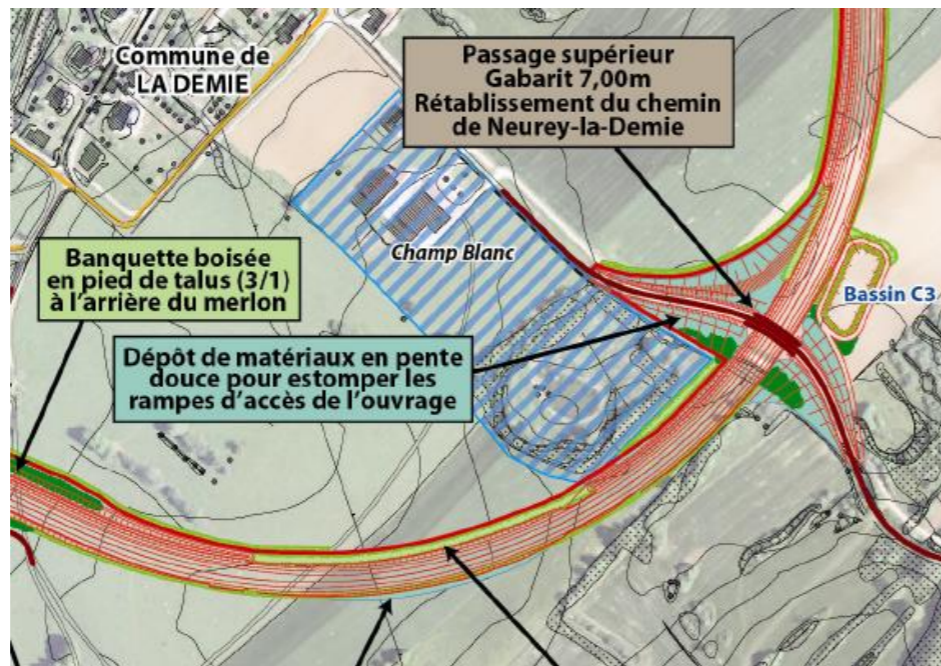 Commune de
LA DEMIE
Passage supérieur
Gabarit 7,00m
Rétablissement du chemin
de Neurey-la-Demie
Champ Blanc
Banquette boisée
en pied de talus (3/1)
à l'arrière du merlon
Bassin C3
Dépôt de matériaux en pente
douce pour estomper les
rampes d'accès de l'ouvrage